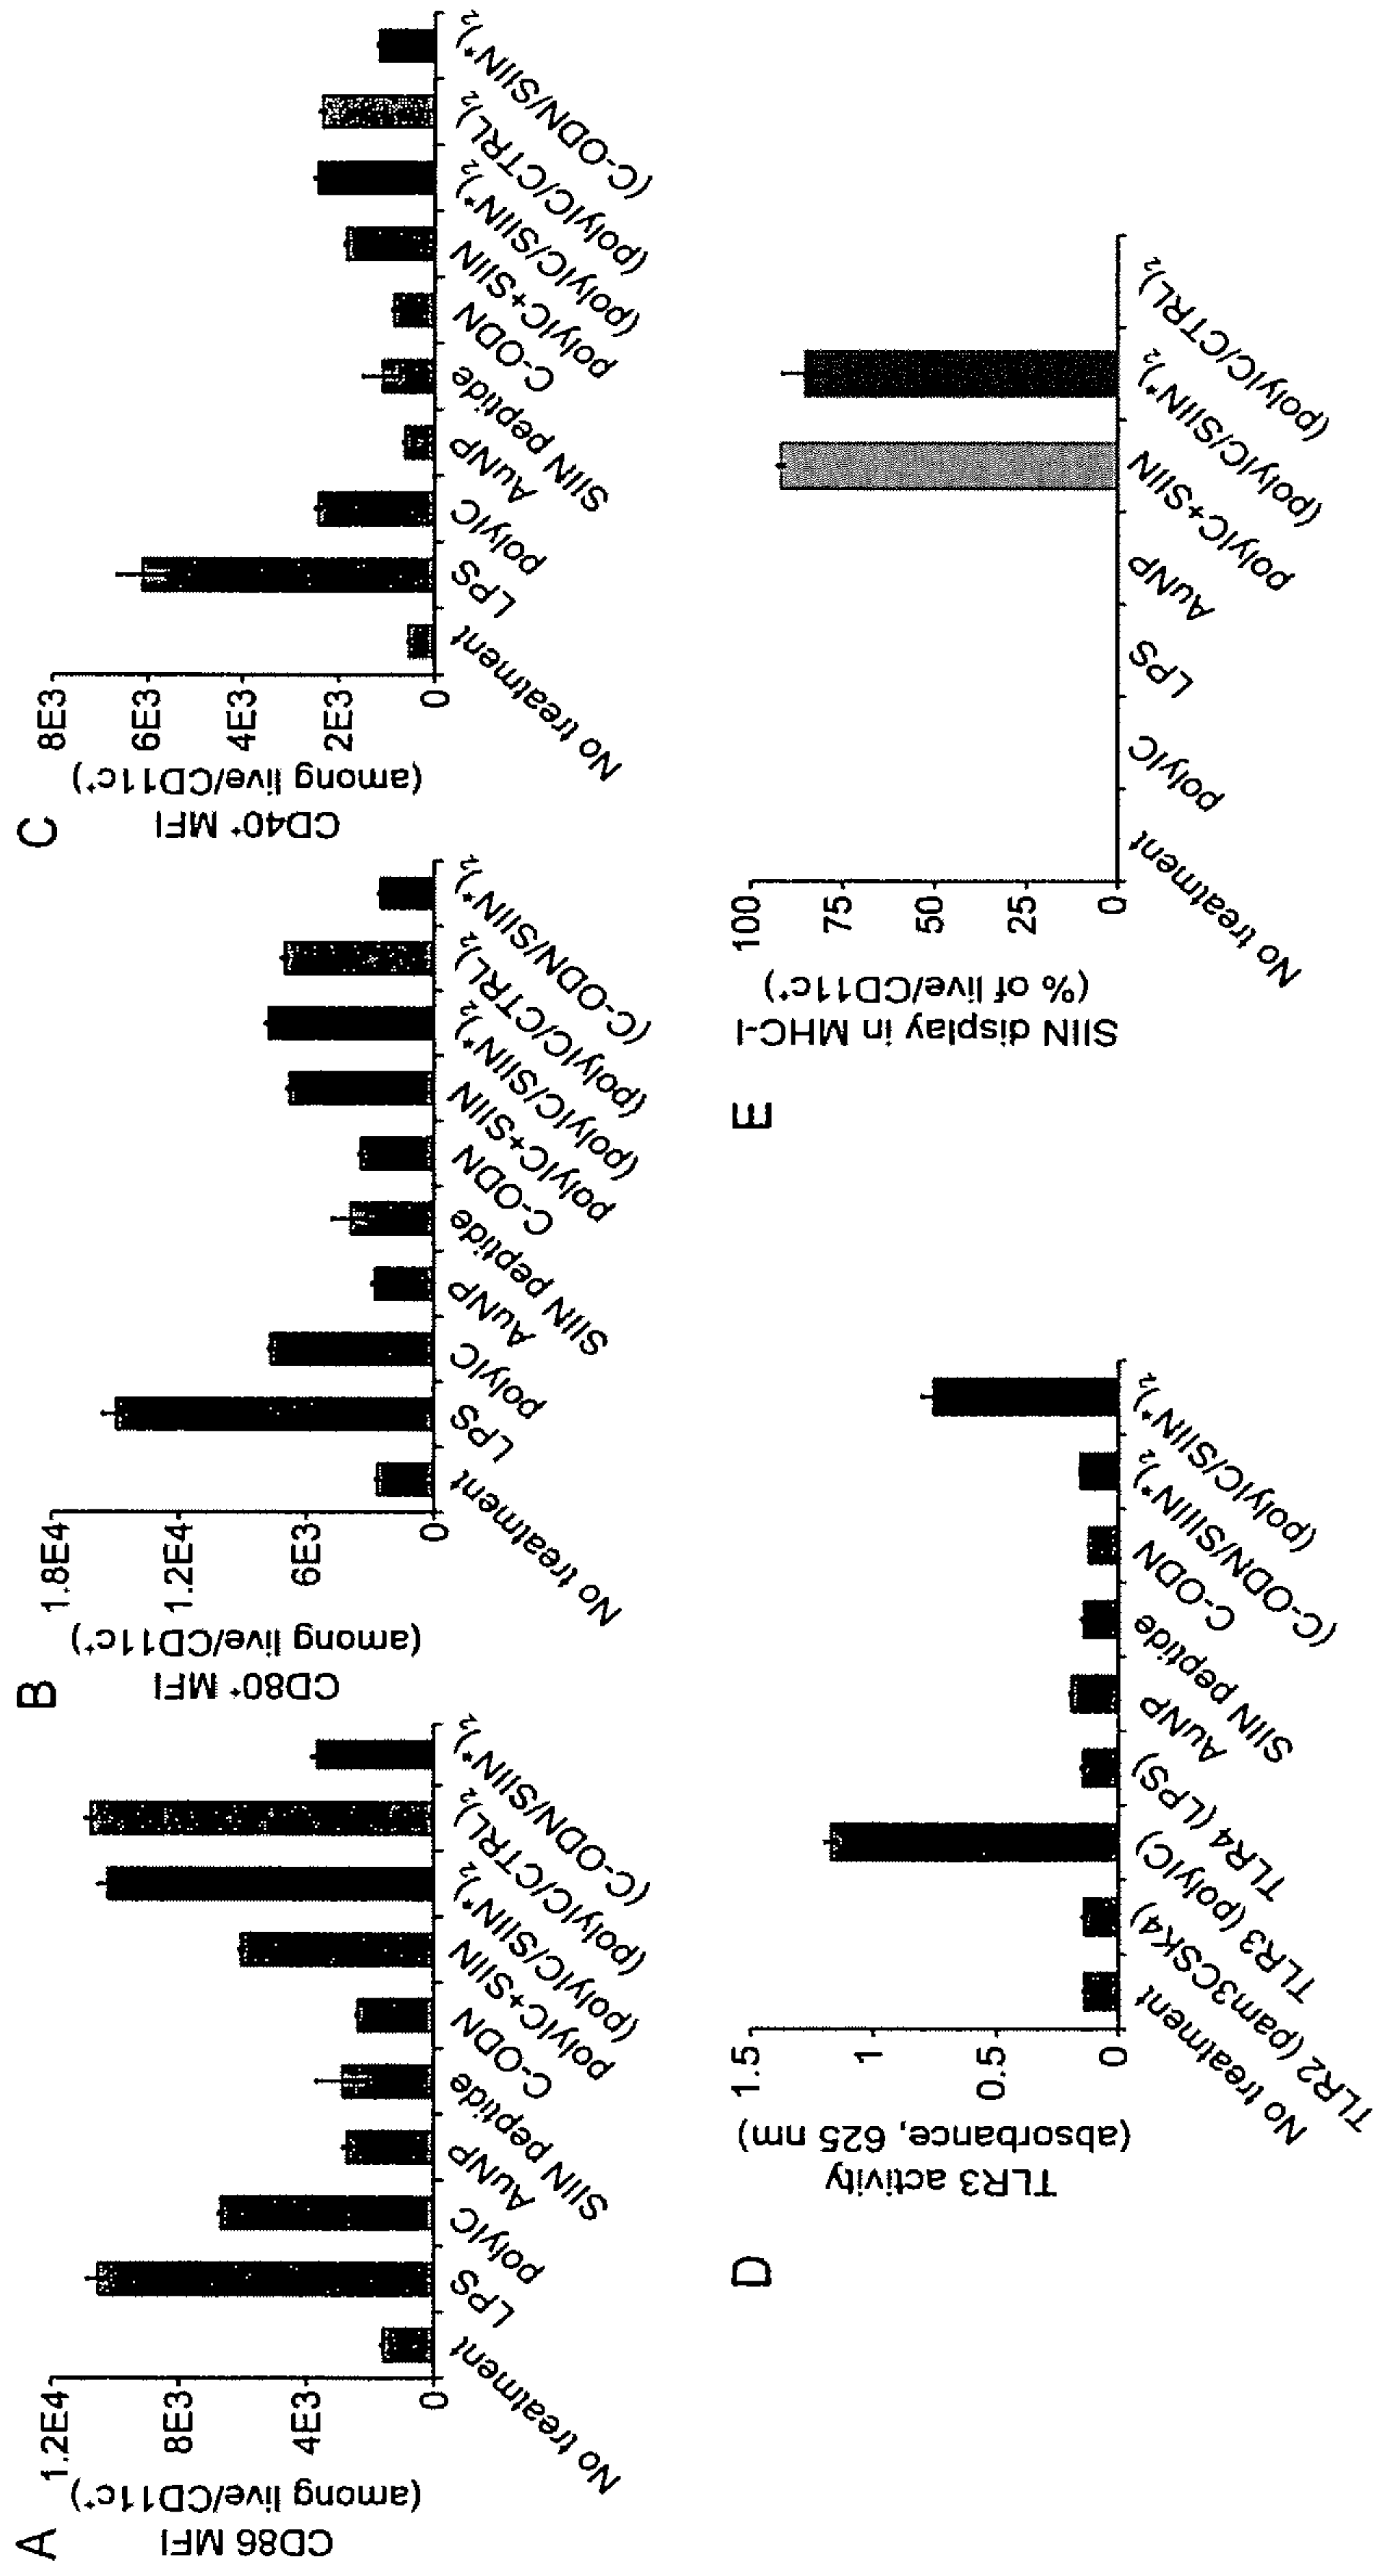 A
CD86 MFI
(among live/CD11c⁺)
1.2E4
8E3
4E3
0
No treatment
LPS
polyIC
AuNP
SIIN peptide
C-ODN
polyIC+SIIN
(polyIC/SIIN*)₂
(polyIC/CTRL)₂
(C-ODN/SIIN*)₂
B
CD80⁺ MFI
(among live/CD11c⁺)
1.8E4
1.2E4
6E3
0
No treatment
LPS
polyIC
AuNP
SIIN peptide
C-ODN
polyIC+SIIN
(polyIC/SIIN*)₂
(polyIC/CTRL)₂
(C-ODN/SIIN*)₂
C
CD40⁺ MFI
(among live/CD11c⁺)
8E3
6E3
4E3
2E3
0
No treatment
LPS
polyIC
AuNP
SIIN peptide
C-ODN
polyIC+SIIN
(polyIC/SIIN*)₂
(polyIC/CTRL)₂
(C-ODN/SIIN*)₂
D
TLR3 activity
(absorbance, 625 nm)
1.5
1
0.5
0
No treatment
TLR2 (pam3CSK4)
TLR3 (polyIC)
TLR4 (LPS)
AuNP
SIIN peptide
C-ODN
(C-ODN/SIIIN*)₂
(polyIC/SIIN*)₂
E
SIIN display in MHC-I
(% of live/CD11c⁺)
100
75
50
25
0
No treatment
polyIC
LPS
AuNP
polyIC+SIIN
(polyIC/SIIN*)₂
(polyIC/CTRL)₂